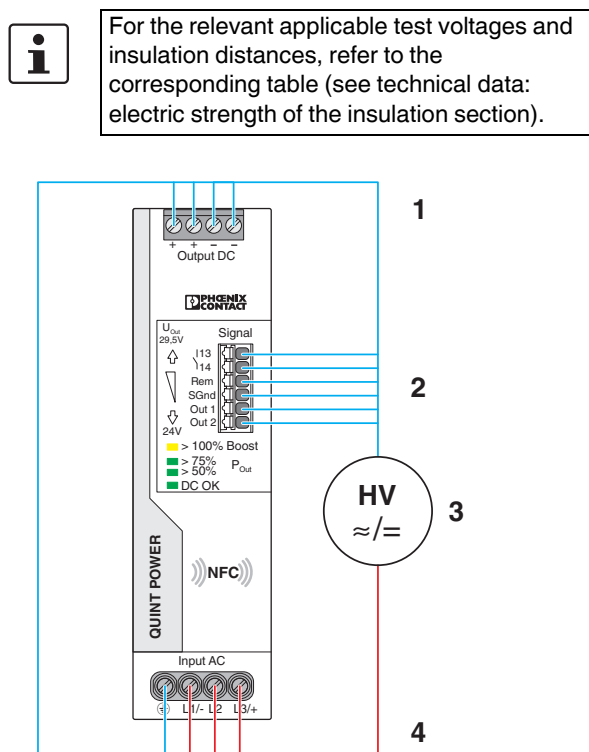 For the relevant applicable test voltages and
insulation distances, refer to the
corresponding table (see technical data:
electric strength of the insulation section).
1
+ + – –
Output DC
PHŒNIX
CONTACT
UOut
29,5V
Signal
13
14
Rem
SGnd
Out 1
Out 2
24V
2
> 100% Boost
> 75%
> 50%
POut
DC OK
HV
≈/=
3
QUINT POWER
NFC
Input AC
L1/- L2 L3/+
4